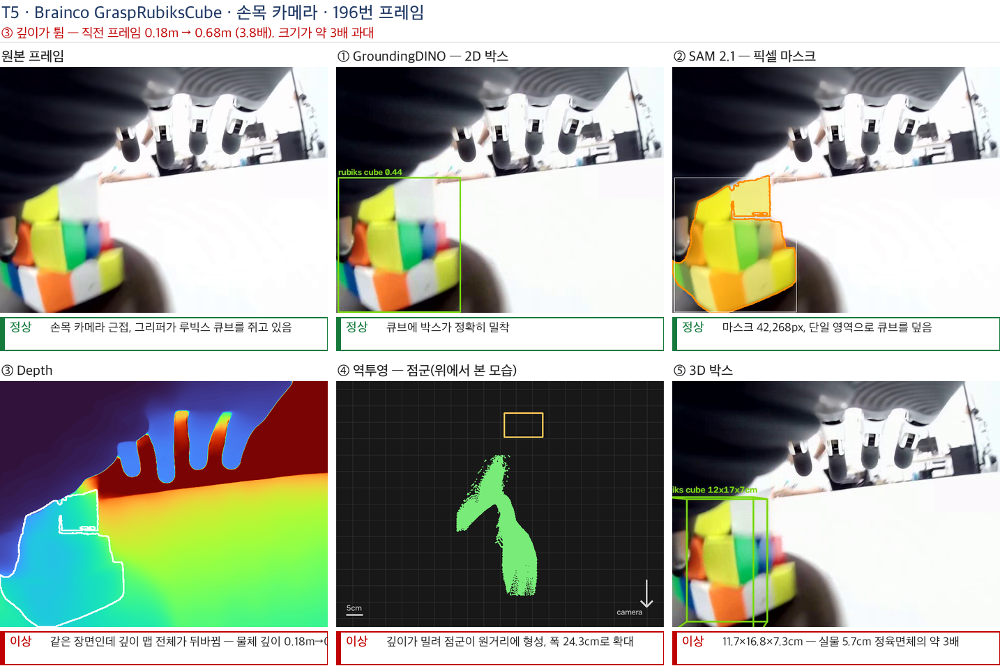 T5 · Brainco GraspRubiksCube · 손목 카메라 · 196번 프레임
③ 깊이가 튐 — 직전 프레임 0.18m → 0.68m (3.8배). 크기가 약 3배 과대
원본 프레임
① GroundingDINO — 2D 박스
② SAM 2.1 — 픽셀 마스크
rubiks cube 0.44
정상 손목 카메라 근접, 그리퍼가 루빅스 큐브를 쥐고 있음
정상 큐브에 박스가 정확히 밀착
정상 마스크 42,268px, 단일 영역으로 큐브를 덮음
③ Depth
④ 역투영 — 점군(위에서 본 모습)
⑤ 3D 박스
5cm
camera
iks cube 12x17x7cm
이상 같은 장면인데 깊이 맵 전체가 뒤바뀜 — 물체 깊이 0.18m→
이상 깊이가 밀려 점군이 원거리에 형성, 폭 24.3cm로 확대
이상 11.7×16.8×7.3cm — 실물 5.7cm 정육면체의 약 3배